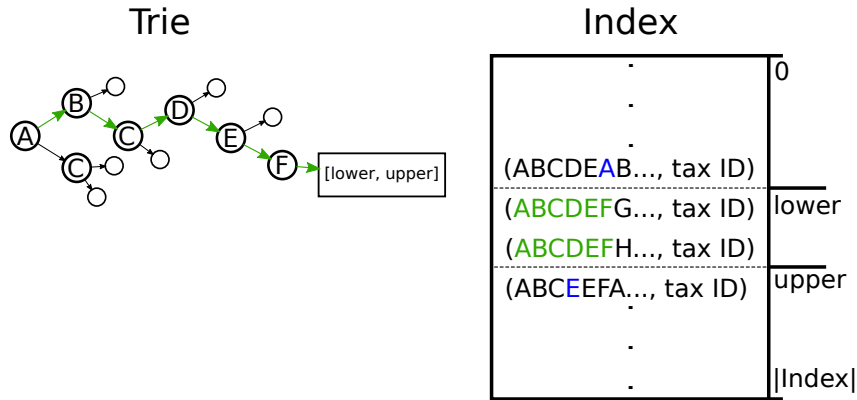 Trie
A
B
C
C
D
E
F
[lower, upper]
Index
0
(ABCDEAB..., tax ID)
(ABCDEFG..., tax ID)
lower
(ABCDEFH..., tax ID)
upper
(ABCEEFA..., tax ID)
|Index|